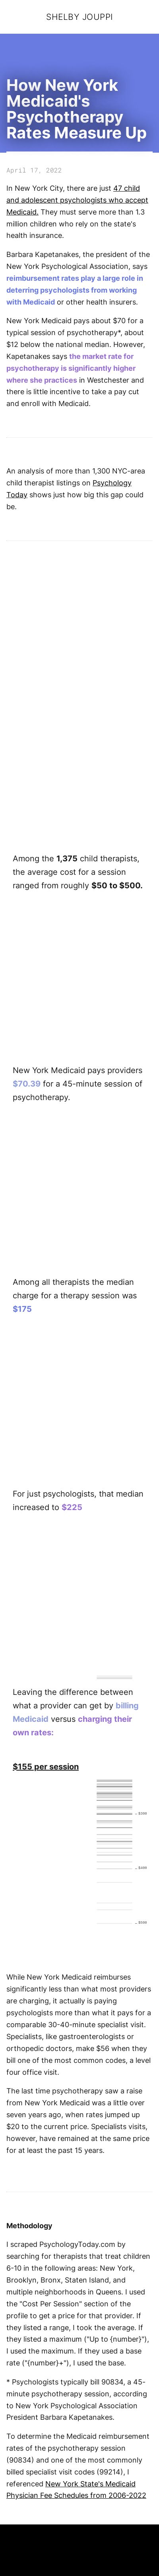 SHELBY JOUPPI
How New York
Medicaid's
Psychotherapy
Rates Measure Up
April 17, 2022
In New York City, there are just 47 child
and adolescent psychologists who accept
Medicaid. They must serve more than 1.3
million children who rely on the state's
health insurance.
Barbara Kapetanakes, the president of the
New York Psychological Association, says
reimbursement rates play a large role in
deterring psychologists from working
with Medicaid or other health insurers.
New York Medicaid pays about $70 for a
typical session of psychotherapy*, about
$12 below the national median. However,
Kapetanakes says the market rate for
psychotherapy is significantly higher
where she practices in Westchester and
there is little incentive to take a pay cut
and enroll with Medicaid.
An analysis of more than 1,300 NYC-area
child therapist listings on Psychology
Today shows just how big this gap could
be.
Among the 1,375 child therapists,
the average cost for a session
ranged from roughly $50 to $500.
New York Medicaid pays providers
$70.39 for a 45-minute session of
psychotherapy.
Among all therapists the median
charge for a therapy session was
$175
For just psychologists, that median
increased to $225
Leaving the difference between
what a provider can get by billing
Medicaid versus charging their
own rates:
$155 per session
While New York Medicaid reimburses
significantly less than what most providers
are charging, it actually is paying
psychologists more than what it pays for a
comparable 30-40-minute specialist visit.
Specialists, like gastroenterologists or
orthopedic doctors, make $56 when they
bill one of the most common codes, a level
four office visit.
The last time psychotherapy saw a raise
from New York Medicaid was a little over
seven years ago, when rates jumped up
$20 to the current price. Specialists visits,
however, have remained at the same price
for at least the past 15 years.
Methodology
I scraped PsychologyToday.com by
searching for therapists that treat children
6-10 in the following areas: New York,
Brooklyn, Bronx, Staten Island, and
multiple neighborhoods in Queens. I used
the "Cost Per Session" section of the
profile to get a price for that provider. If
they listed a range, I took the average. If
they listed a maximum ("Up to {number}"),
I used the maximum. If they used a base
rate ("{number}+"), I used the base.
* Psychologists typically bill 90834, a 45-
minute psychotherapy session, according
to New York Psychological Association
President Barbara Kapetanakes.
To determine the Medicaid reimbursement
rates of the psychotherapy session
(90834) and one of the most commonly
billed specialist visit codes (99214), I
referenced New York State's Medicaid
Physician Fee Schedules from 2006-2022